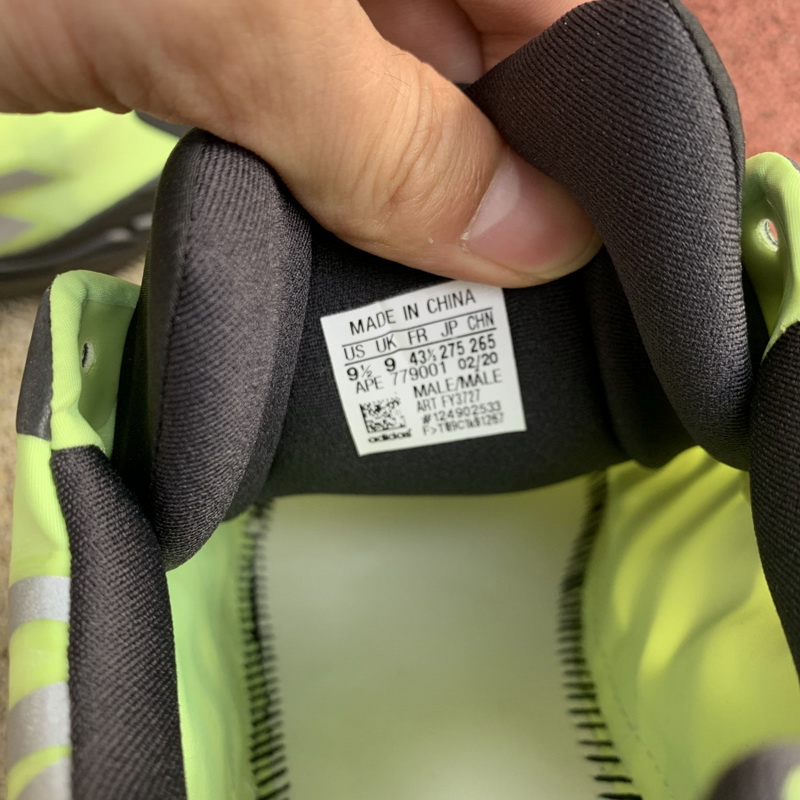 MADE IN CHINA
US UK FR JP CHN
9½ 9 43⅓ 275 265
APE 779001 02/20
MALE/MÂLE
ART FY3727
#124902533
adidas